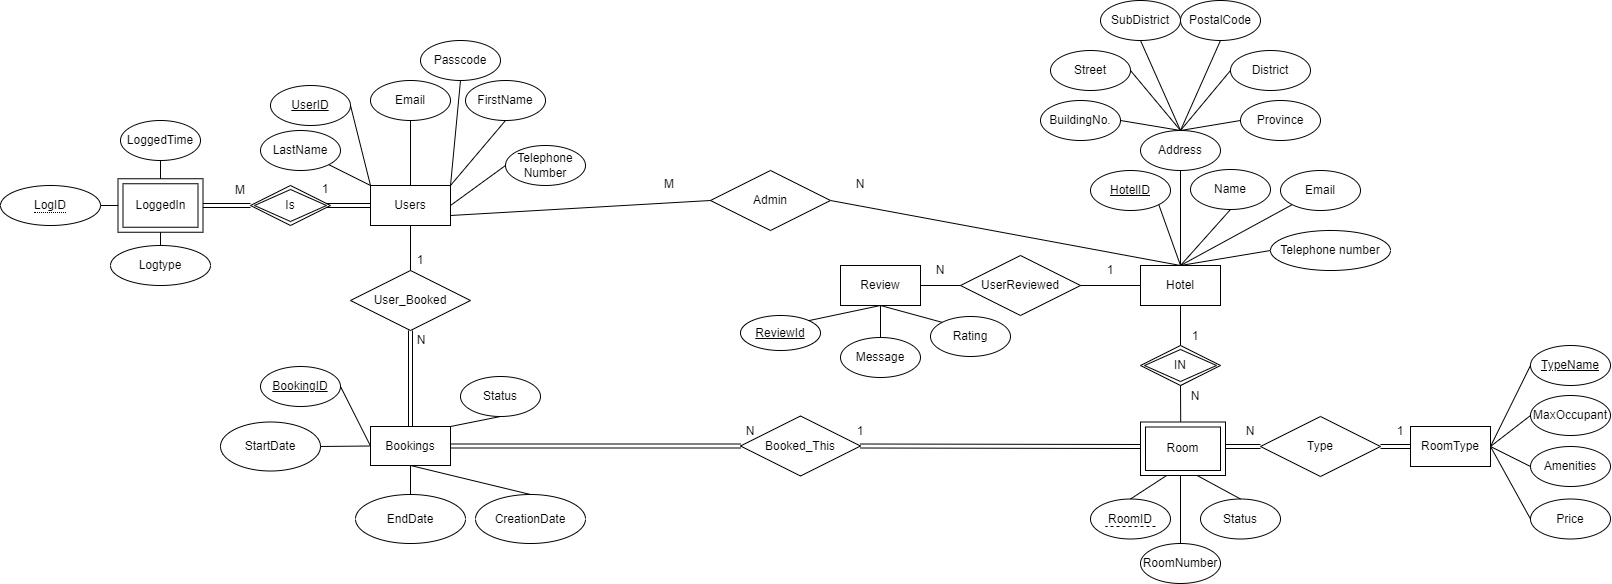 SubDistrict
PostalCode
Passcode
Street
District
UserID
Email
FirstName
BuildingNo.
Province
LoggedTime
LastName
Address
Telephone
Number
M
1
M
N
HotelID
Name
Email
LogID
LoggedIn
Is
Users
Admin
Telephone number
Logtype
1
N
1
Review
UserReviewed
Hotel
User_Booked
N
ReviewId
Rating
1
Message
IN
TypeName
BookingID
Status
N
MaxOccupant
StartDate
Bookings
N
Booked_This
1
Room
N
Type
1
RoomType
Amenities
EndDate
CreationDate
RoomID
Status
Price
RoomNumber